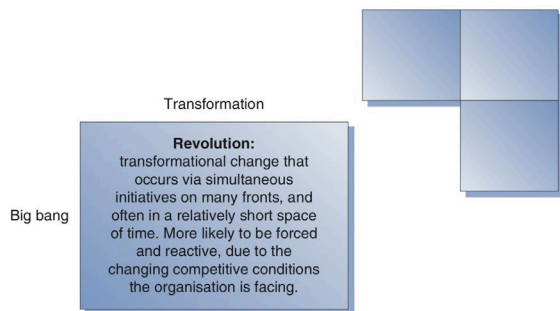 Transformation
Big bang
Revolution:
transformational change that
occurs via simultaneous
initiatives on many fronts, and
often in a relatively short space
of time. More likely to be forced
and reactive, due to the
changing competitive conditions
the organisation is facing.